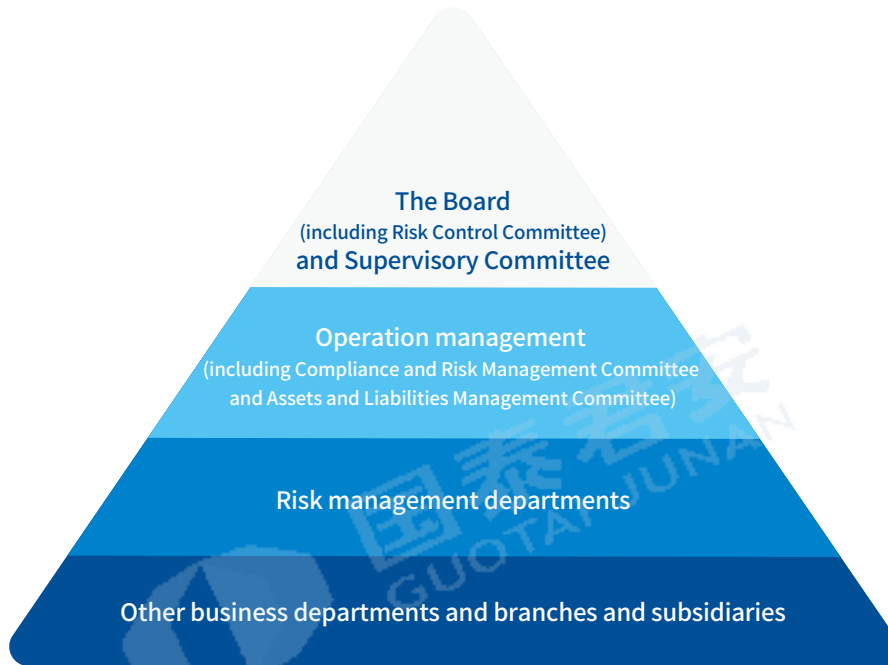 The Board
(including Risk Control Committee)
and Supervisory Committee
Operation management
(including Compliance and Risk Management Committee
and Assets and Liabilities Management Committee)
国泰君安
GUOTAI JUNAN
Risk management departments
Other business departments and branches and subsidiaries